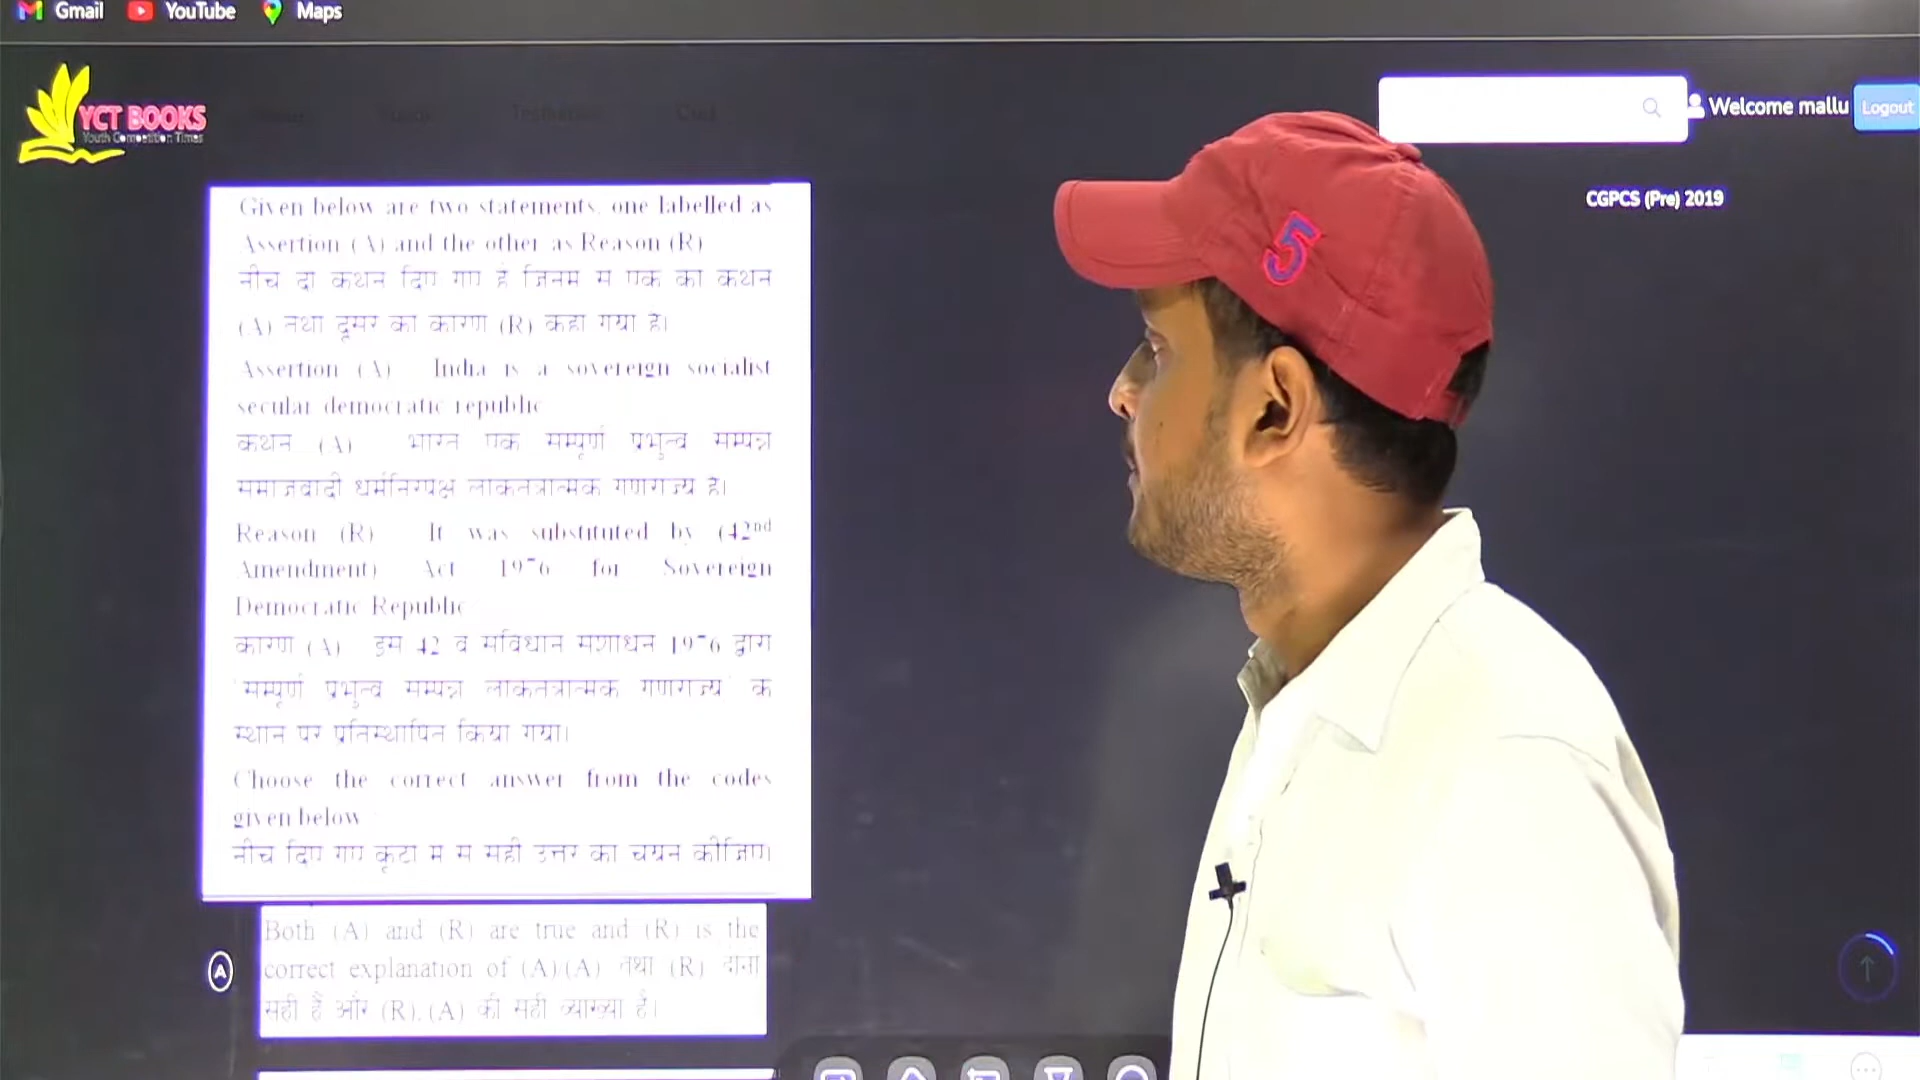 Gmail YouTube Maps
YCT BOOKS
Youth Competition Times
Welcome mallu Logout
CGPCS (Pre) 2019
Given below are two statements, one labelled as
Assertion (A) and the other as Reason (R)
नीचे दो कथन दिए गए हैं जिनमें से एक को कथन
(A) तथा दूसरे को कारण (R) कहा गया है।
Assertion (A) India is a sovereign socialist
secular democratic republic
कथन (A) भारत एक सम्पूर्ण प्रभुत्व सम्पन्न
समाजवादी धर्मनिरपेक्ष लोकतंत्रात्मक गणराज्य है।
Reason (R) It was substituted by (42nd
Amendment) Act 1976 for Sovereign
Democratic Republic
कारण (A) इसे 42 वें संविधान संशोधन 1976 द्वारा
'सम्पूर्ण प्रभुत्व सम्पन्न लोकतंत्रात्मक गणराज्य' के
स्थान पर प्रतिस्थापित किया गया।
Choose the correct answer from the codes
given below
नीचे दिए गए कूटों में से सही उत्तर का चयन कीजिए।
A
Both (A) and (R) are true and (R) is the
correct explanation of (A)/(A) तथा (R) दोनों
सही हैं और (R), (A) की सही व्याख्या है।
5